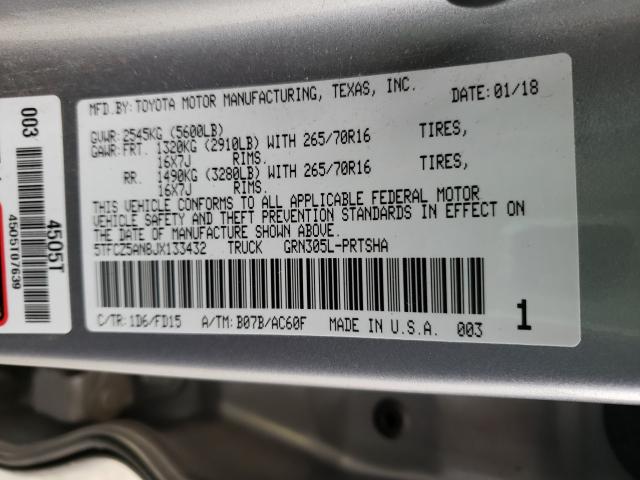 MFD.BY: TOYOTA MOTOR MANUFACTURING, TEXAS, INC. DATE: 01/18
GVWR: 2545KG (5600LB)
GAWR: FRT. 1320KG (2910LB) WITH 265/70R16 TIRES,
16X7J RIMS.
RR. 1490KG (3280LB) WITH 265/70R16 TIRES,
16X7J RIMS.
THIS VEHICLE CONFORMS TO ALL APPLICABLE FEDERAL MOTOR
VEHICLE SAFETY AND THEFT PREVENTION STANDARDS IN EFFECT ON THE
DATE OF MANUFACTURE SHOWN ABOVE.
5TFCZ5AN8JX133432 TRUCK GRN305L-PRTSHA
C/TR: 1D6/FD15 A/TM: B07B/AC60F MADE IN U.S.A. 003 1
003
4505T
4505T07639